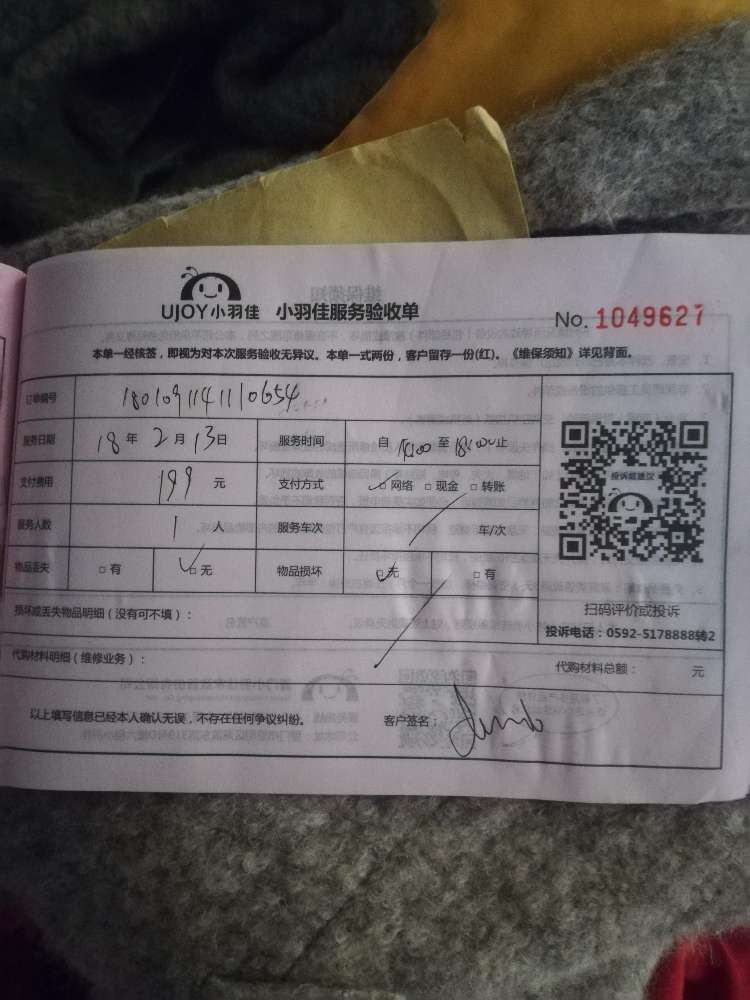 UJOY小羽佳 小羽佳服务验收单
No. 1049627
本单一经核签，即视为对本次服务验收无异议。本单一式两份，客户留存一份(红)。《维保须知》详见背面。
订单编号 180109114111 0654
服务日期 18 年 2 月 13 日 服务时间 自 14:00 至 18:00 止
支付费用 199 元 支付方式 ✓□网络 □现金 □转账
服务人数 1 人 服务车次 车/次
物品丢失 □有 ✓□无 物品损坏 ✓□无 □有
投诉或建议
扫码评价或投诉
投诉电话：0592-5178888转2
损坏或丢失物品明细（没有可不填）：
代购材料明细（维修业务）： 代购材料总额： 元
以上填写信息已经本人确认无误，不存在任何争议纠纷。 客户签名：